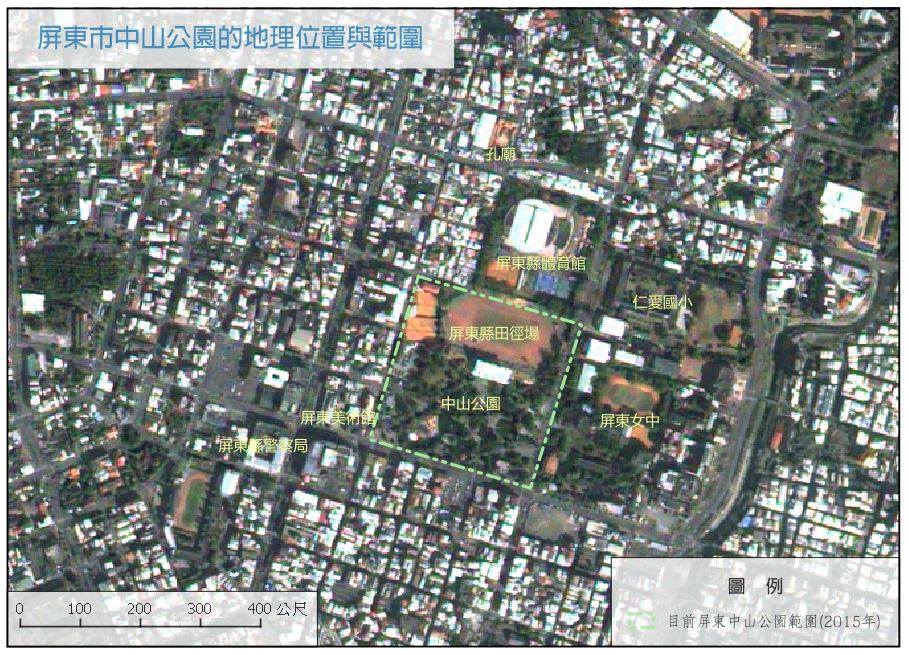 屏東市中山公園的地理位置與範圍
孔廟
屏東縣體育館
仁愛國小
屏東縣田徑場
中山公園
屏東美術館
屏東女中
屏東縣警察局
圖 例
0 100 200 300 400 公尺
目前屏東中山公園範圍(2015年)